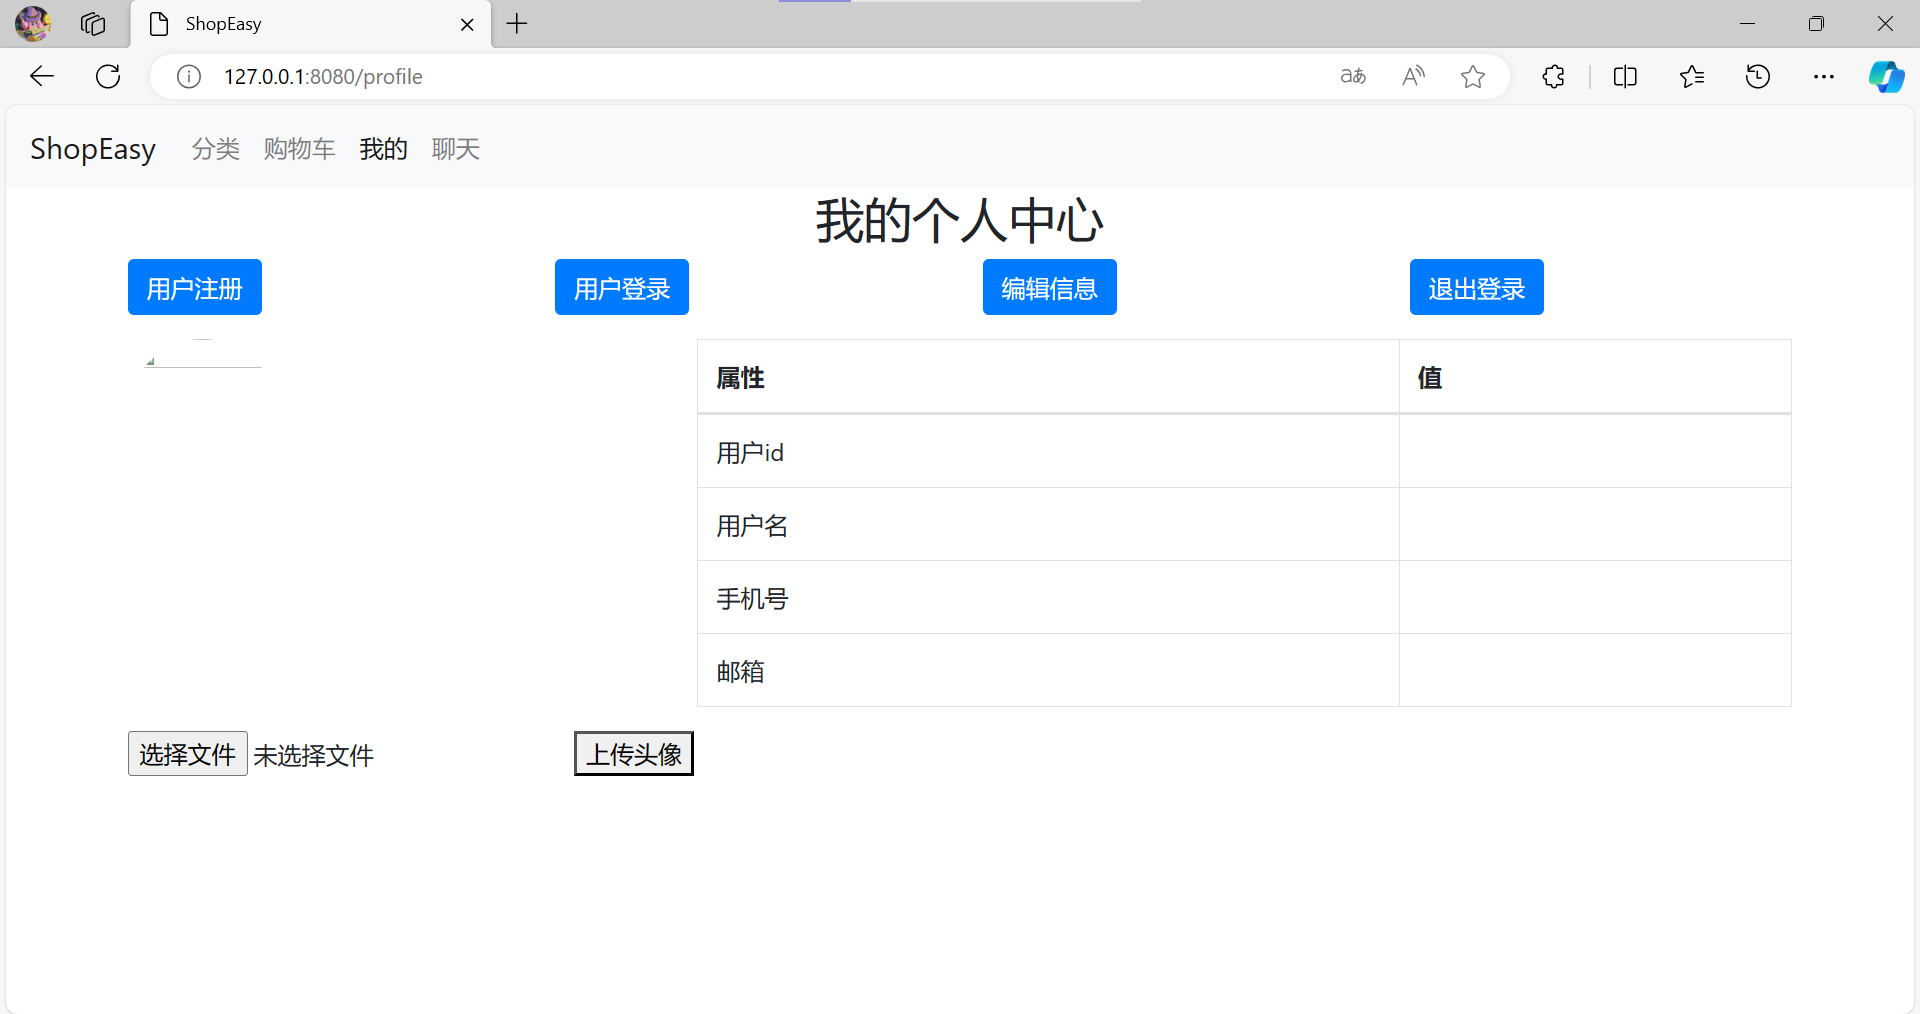 ShopEasy
127.0.0.1:8080/profile
ShopEasy 分类 购物车 我的 聊天
我的个人中心
用户注册 用户登录 编辑信息 退出登录
属性 值
用户id
用户名
手机号
邮箱
选择文件 未选择文件 上传头像